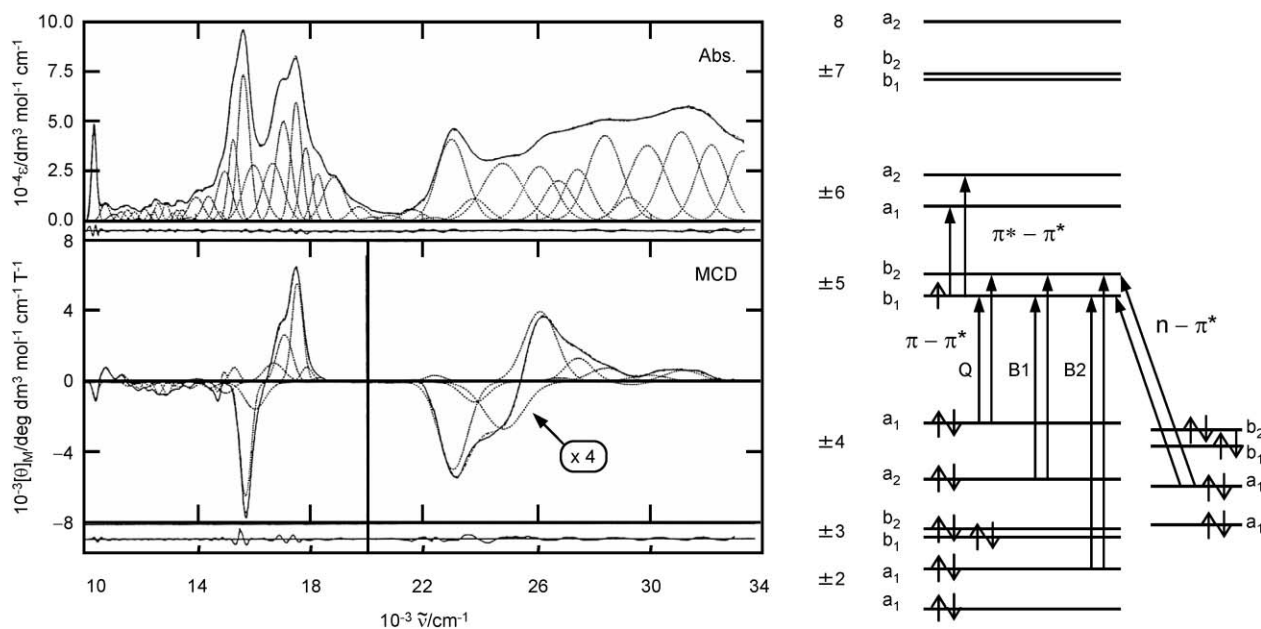 10.0
7.5
5.0
2.5
0.0
10⁻⁴ε/dm³ mol⁻¹ cm⁻¹
Abs.
8
4
0
−4
−8
10⁻³[θ]M/deg dm³ mol⁻¹ cm⁻¹ T⁻¹
MCD
x 4
10 14 18 22 26 30 34
10⁻³ ν̃/cm⁻¹
8 a₂
b₂
±7
b₁
a₂
±6
a₁
π* − π*
b₂
±5
b₁
π − π*
n − π*
Q B1 B2
a₁
±4
a₂
b₂
±3
b₁
±2 a₁
a₁
b₂
b₁
a₁
a₁